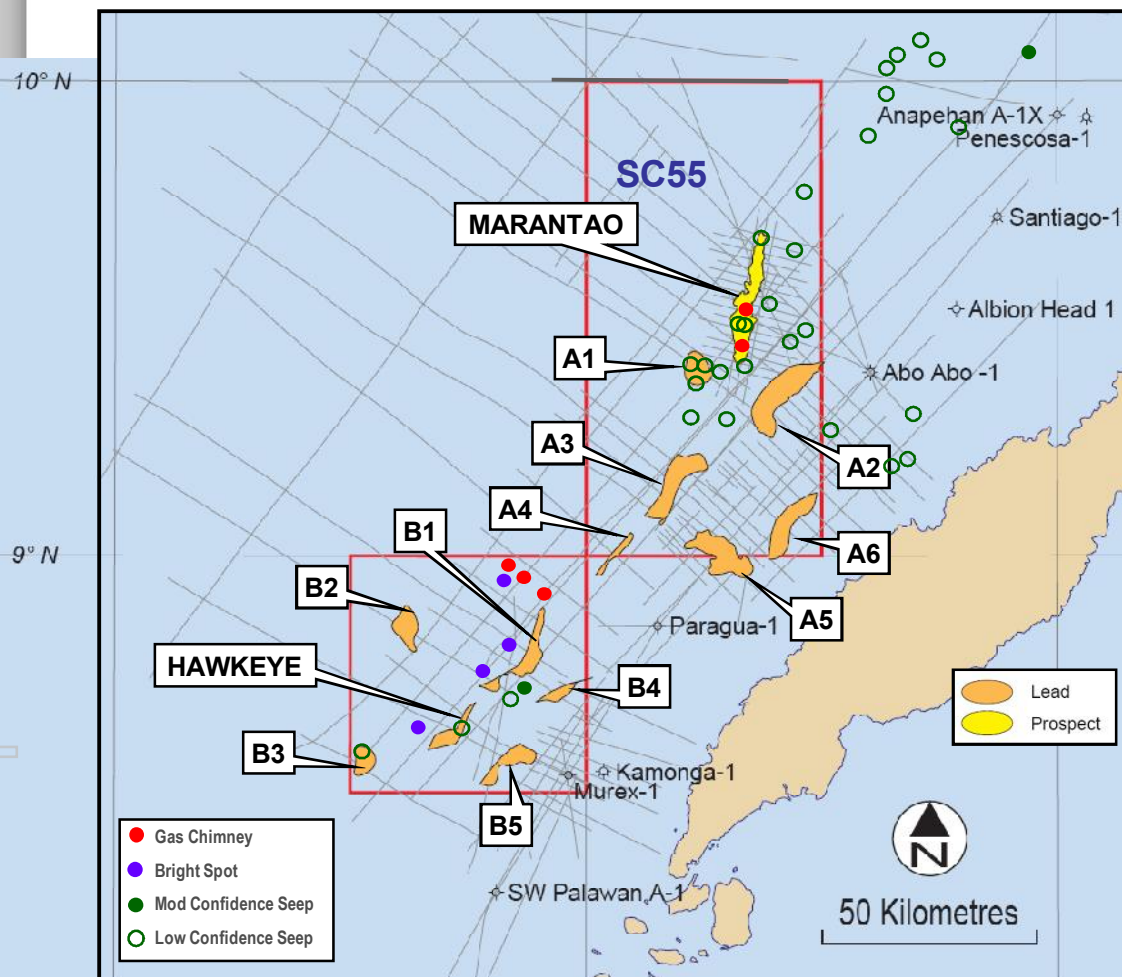 10° N
Anapehan A-1X
Penescosa-1
SC55
MARANTAO
Santiago-1
Albion Head 1
A1
Abo Abo -1
A3
A2
A4
B1
9° N
A6
B2
A5
Paragua-1
HAWKEYE
B4
Lead
Prospect
B3
Kamonga-1
Murex-1
B5
Gas Chimney
Bright Spot
Mod Confidence Seep
Low Confidence Seep
N
SW Palawan A-1
50 Kilometres